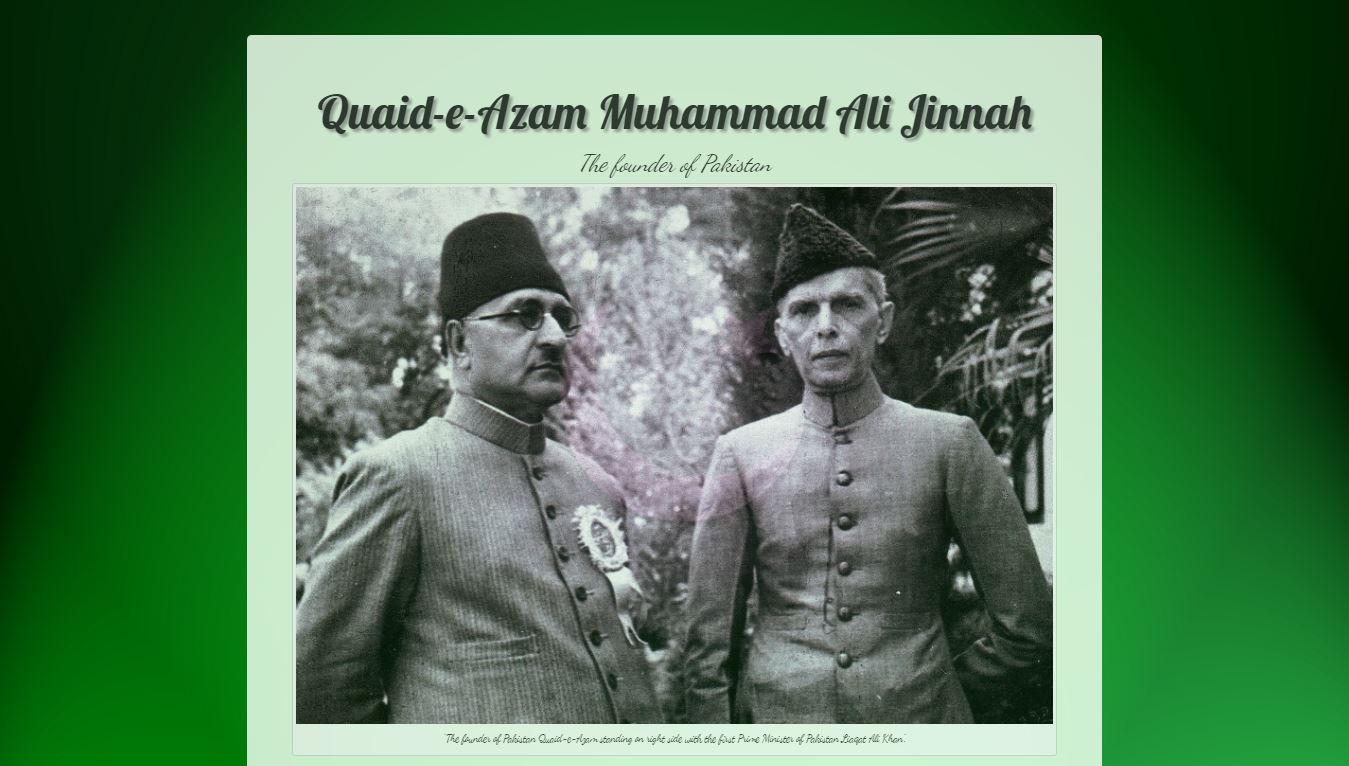 Quaid-e-Azam Muhammad Ali Jinnah
The founder of Pakistan
"The founder of Pakistan Quaid-e-Azam standing on right side with the first Prime Minister of Pakistan Liaqat Ali Khan".